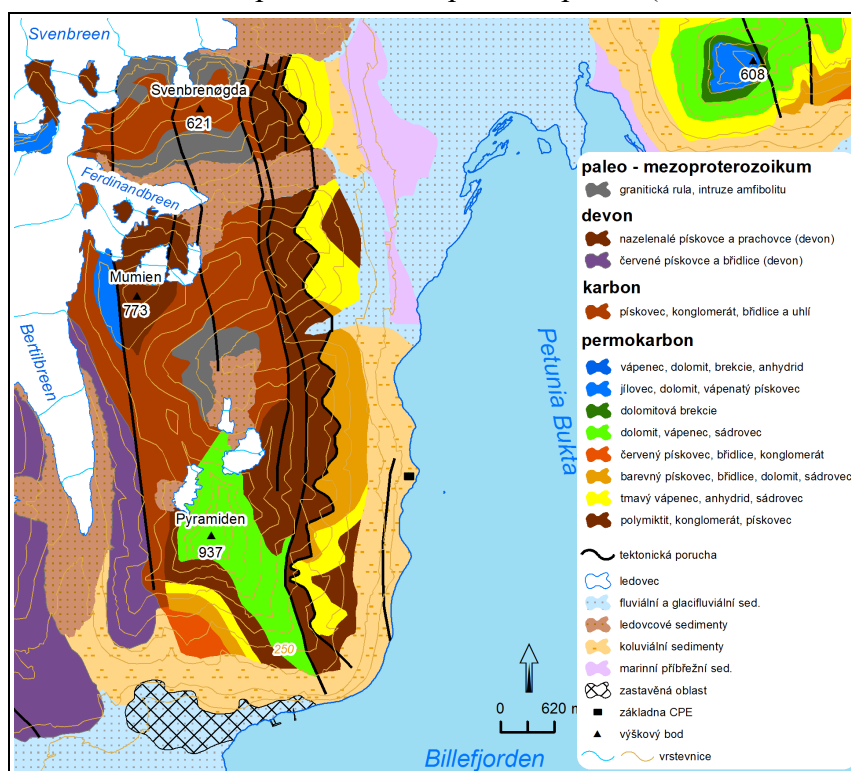 Svenbreen
Svenbrenøgda
621
608
Ferdinandbreen
Mumien
773
Bertilbreen
Petunia Bukta
Pyramiden
937
250
Billefjorden
paleo - mezoproterozoikum
granitická rula, intruze amfibolitu
devon
nazelenalé pískovce a prachovce (devon)
červené pískovce a břidlice (devon)
karbon
pískovec, konglomerát, břidlice a uhlí
permokarbon
vápenec, dolomit, brekcie, anhydrid
jílovec, dolomit, vápenatý pískovec
dolomitová brekcie
dolomit, vápenec, sádrovec
červený pískovec, břidlice, konglomerát
barevný pískovec, břidlice, dolomit, sádrovec
tmavý vápenec, anhydrid, sádrovec
polymiktit, konglomerát, pískovec
tektonická porucha
ledovec
fluviální a glacifluviální sed.
ledovcové sedimenty
koluviální sedimenty
marinní příbřežní sed.
zastavěná oblast
základna CPE
výškový bod
vrstevnice
0 620 m